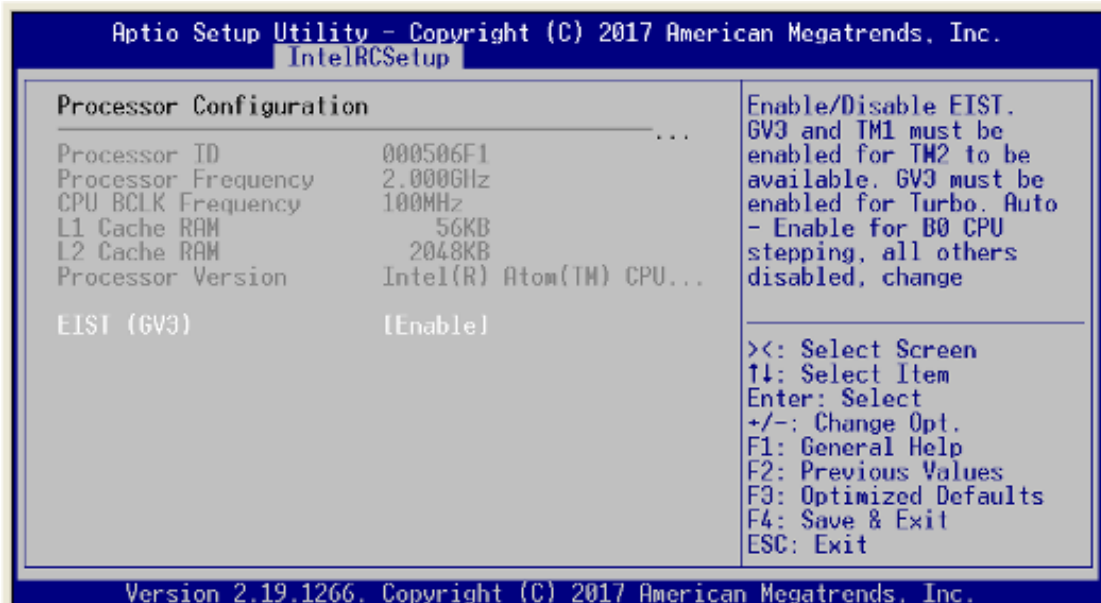 Aptio Setup Utility - Copyright (C) 2017 American Megatrends, Inc.
IntelRCSetup
Processor Configuration
...
Processor ID 000506F1
Processor Frequency 2.000GHz
CPU BCLK Frequency 100MHz
L1 Cache RAM 56KB
L2 Cache RAM 2048KB
Processor Version Intel(R) Atom(TM) CPU...
EIST (GV3) [Enable]
Enable/Disable EIST.
GV3 and TM1 must be
enabled for TM2 to be
available. GV3 must be
enabled for Turbo. Auto
- Enable for B0 CPU
stepping, all others
disabled, change
><: Select Screen
↑↓: Select Item
Enter: Select
+/-: Change Opt.
F1: General Help
F2: Previous Values
F3: Optimized Defaults
F4: Save & Exit
ESC: Exit
Version 2.19.1266. Copyright (C) 2017 American Megatrends, Inc.